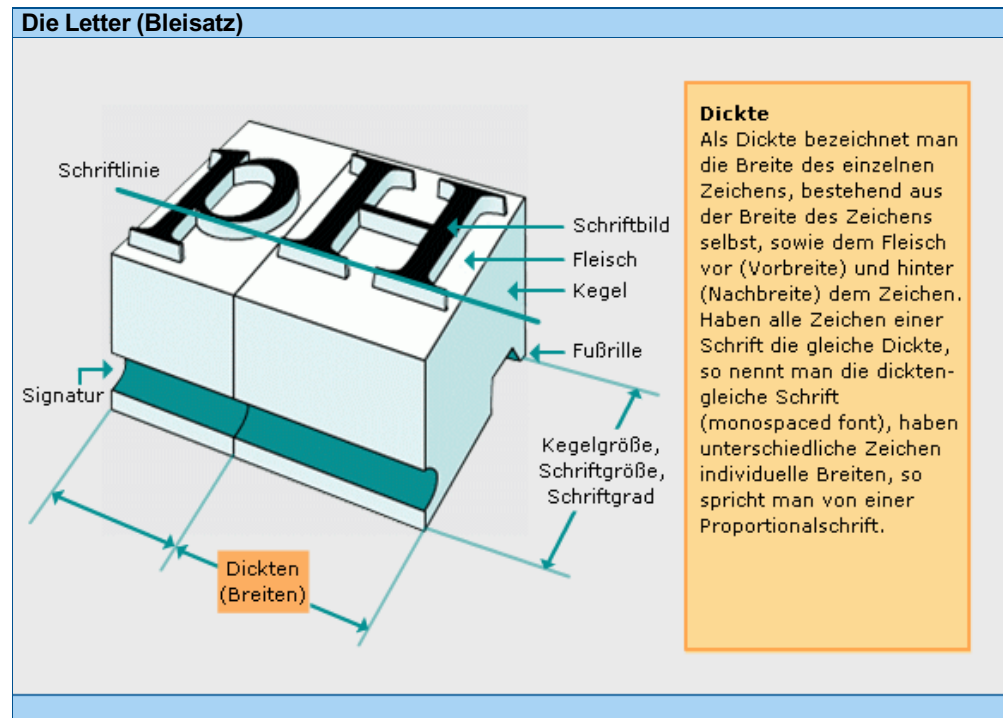 Die Letter (Bleisatz)
pH
Schriftlinie
Schriftbild
Fleisch
Kegel
Fußrille
Signatur
Kegelgröße,
Schriftgröße,
Schriftgrad
Dickten
(Breiten)
Dickte
Als Dickte bezeichnet man
die Breite des einzelnen
Zeichens, bestehend aus
der Breite des Zeichens
selbst, sowie dem Fleisch
vor (Vorbreite) und hinter
(Nachbreite) dem Zeichen.
Haben alle Zeichen einer
Schrift die gleiche Dickte,
so nennt man die dickten-
gleiche Schrift
(monospaced font), haben
unterschiedliche Zeichen
individuelle Breiten, so
spricht man von einer
Proportionalschrift.